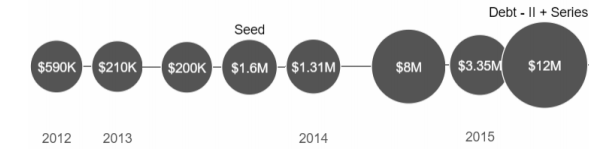 Debt - II + Series
Seed
$590K $210K $200K $1.6M $1.31M $8M $3.35M $12M
2012 2013 2014 2015